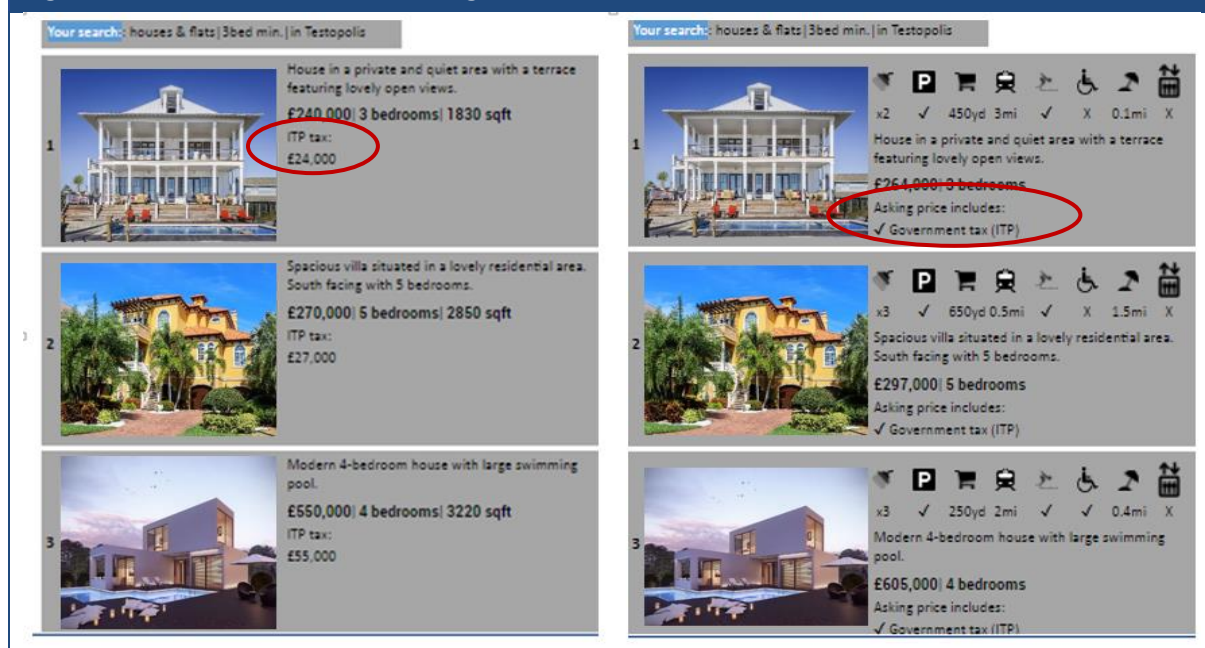 Your search:: houses & flats|3bed min.|in Testopolis
1
House in a private and quiet area with a terrace
featuring lovely open views.
£240,000| 3 bedrooms| 1830 sqft
ITP tax:
£24,000
2
Spacious villa situated in a lovely residential area.
South facing with 5 bedrooms.
£270,000| 5 bedrooms| 2850 sqft
ITP tax:
£27,000
3
Modern 4-bedroom house with large swimming
pool.
£550,000| 4 bedrooms| 3220 sqft
ITP tax:
£55,000
Your search:: houses & flats|3bed min.|in Testopolis
1
P
x2 ✓ 450yd 3mi ✓ X 0.1mi X
House in a private and quiet area with a terrace
featuring lovely open views.
£264,000| 3 bedrooms
Asking price includes:
✓ Government tax (ITP)
2
P
x3 ✓ 650yd 0.5mi ✓ X 1.5mi X
Spacious villa situated in a lovely residential area.
South facing with 5 bedrooms.
£297,000| 5 bedrooms
Asking price includes:
✓ Government tax (ITP)
3
P
x3 ✓ 250yd 2mi ✓ ✓ 0.4mi X
Modern 4-bedroom house with large swimming
pool.
£605,000| 4 bedrooms
Asking price includes:
✓ Government tax (ITP)